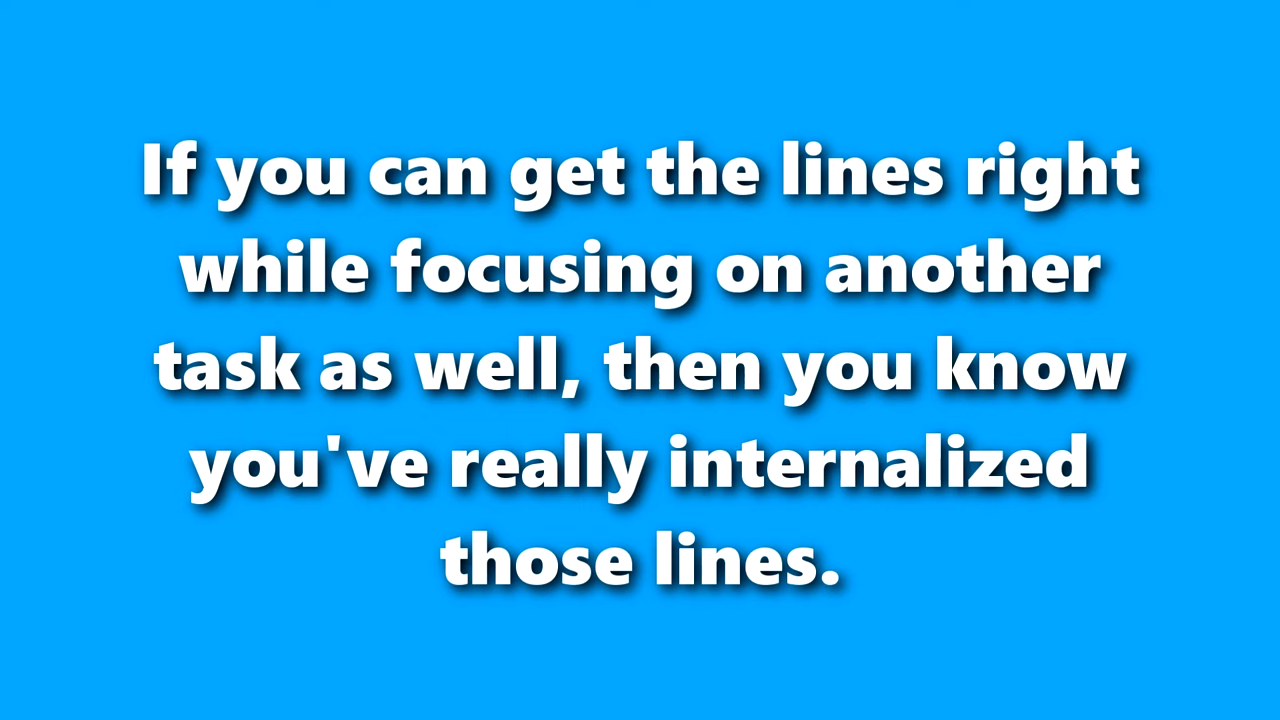 If you can get the lines right
while focusing on another
task as well, then you know
you've really internalized
those lines.